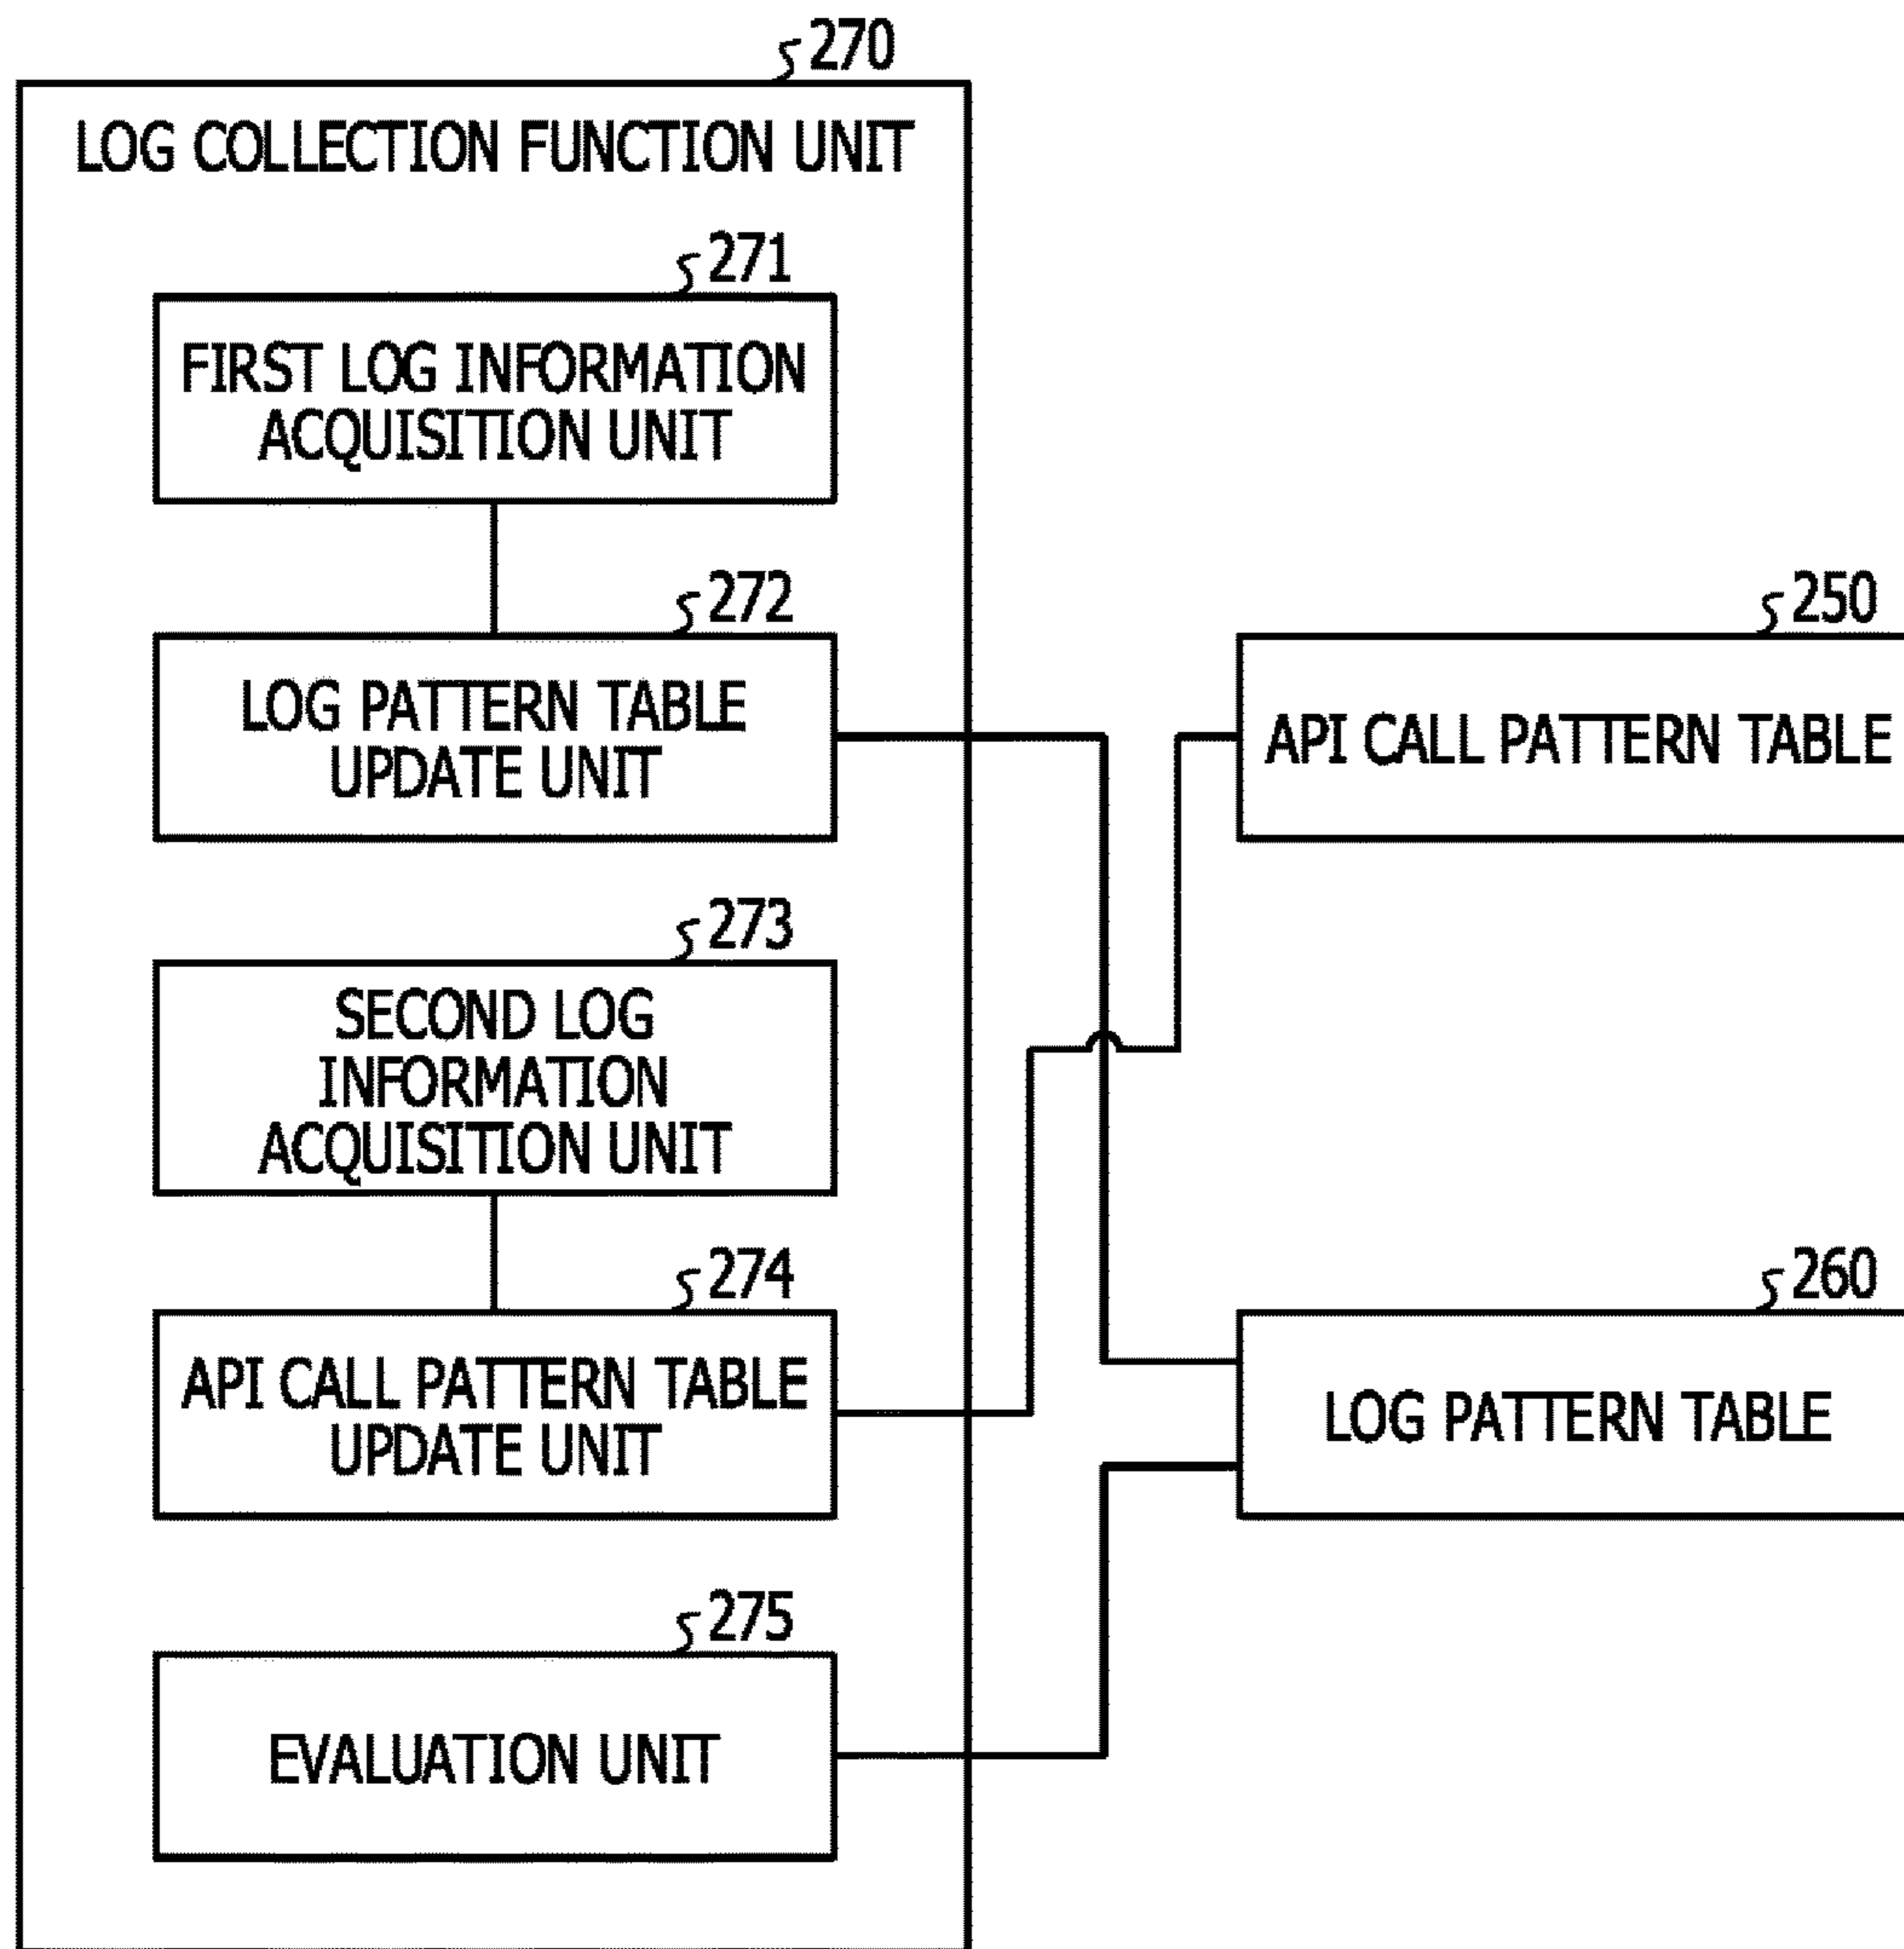 270
LOG COLLECTION FUNCTION UNIT
271
FIRST LOG INFORMATION
ACQUISITION UNIT
272
LOG PATTERN TABLE
UPDATE UNIT
273
SECOND LOG
INFORMATION
ACQUISITION UNIT
274
API CALL PATTERN TABLE
UPDATE UNIT
275
EVALUATION UNIT
250
API CALL PATTERN TABLE
260
LOG PATTERN TABLE